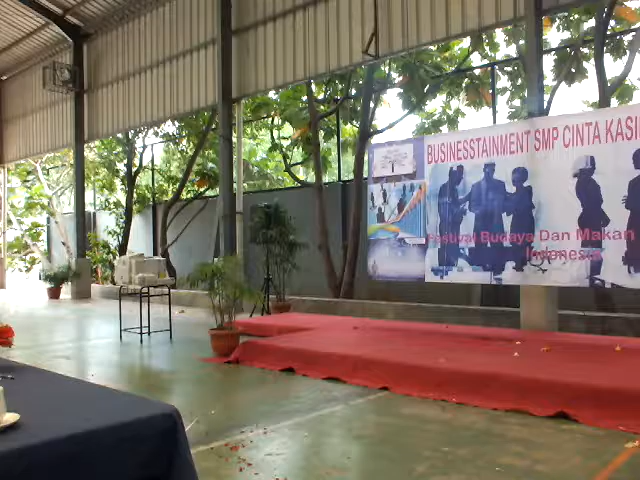 BUSINESSTAINMENT SMP CINTA KASI
Festival Budaya Dan Makan
Indonesia